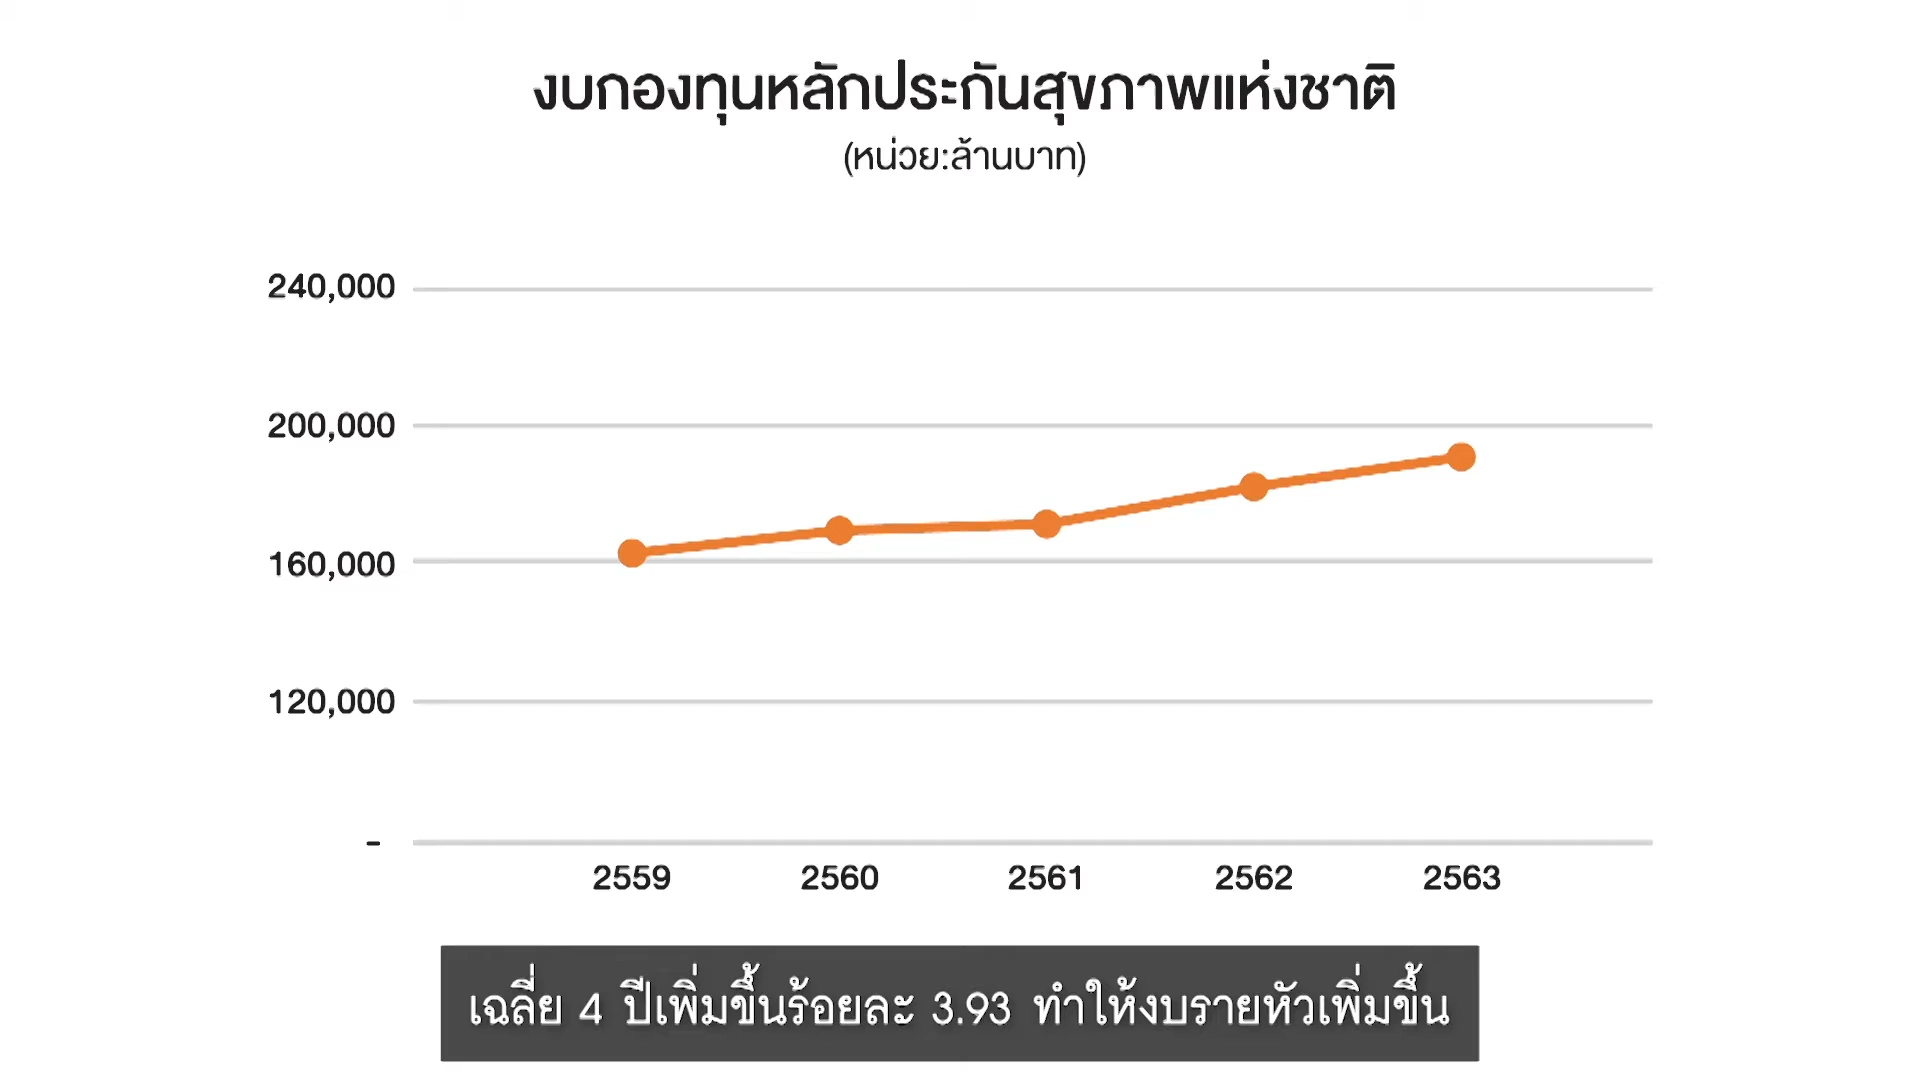 งบกองทุนหลักประกันสุขภาพแห่งชาติ
(หน่วย:ล้านบาท)
240,000
200,000
160,000
120,000
-
2559 2560 2561 2562 2563
เฉลี่ย 4 ปีเพิ่มขึ้นร้อยละ 3.93 ทำให้งบรายหัวเพิ่มขึ้น